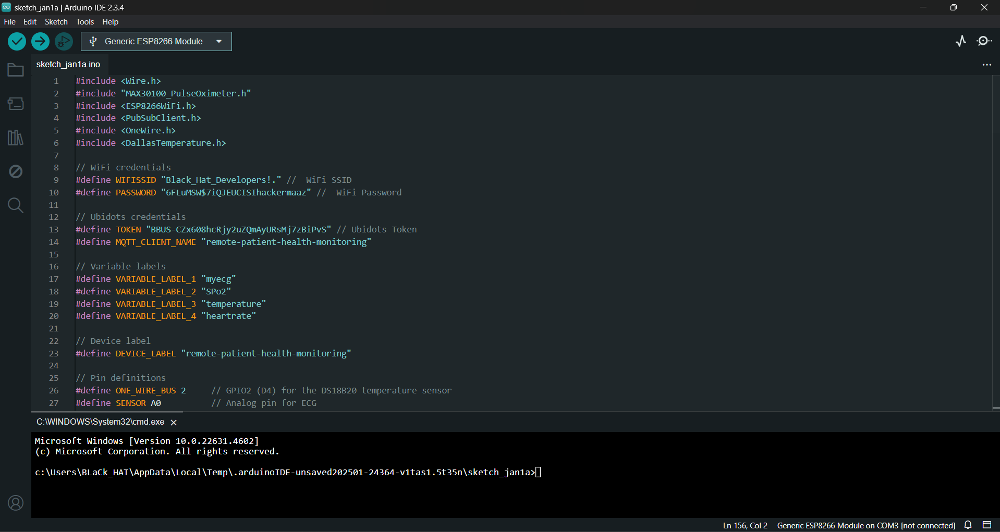 sketch_jan1a | Arduino IDE 2.3.4
File Edit Sketch Tools Help
Generic ESP8266 Module
sketch_jan1a.ino
1 #include <Wire.h>
2 #include "MAX30100_PulseOximeter.h"
3 #include <ESP8266WiFi.h>
4 #include <PubSubClient.h>
5 #include <OneWire.h>
6 #include <DallasTemperature.h>
7
8 // WiFi credentials
9 #define WIFISSID "Black_Hat_Developers!." //  WiFi SSID
10 #define PASSWORD "6FLuMSW$7iQJEUCISIhackermaaz" //  WiFi Password
11
12 // Ubidots credentials
13 #define TOKEN "BBUS-CZx608hcRjy2uZQmAyURsMj7zBiPvS" // Ubidots Token
14 #define MQTT_CLIENT_NAME "remote-patient-health-monitoring"
15
16 // Variable labels
17 #define VARIABLE_LABEL_1 "myecg"
18 #define VARIABLE_LABEL_2 "SPo2"
19 #define VARIABLE_LABEL_3 "temperature"
20 #define VARIABLE_LABEL_4 "heartrate"
21
22 // Device label
23 #define DEVICE_LABEL "remote-patient-health-monitoring"
24
25 // Pin definitions
26 #define ONE_WIRE_BUS 2     // GPIO2 (D4) for the DS18B20 temperature sensor
27 #define SENSOR A0          // Analog pin for ECG
C:\WINDOWS\System32\cmd.exe
Microsoft Windows [Version 10.0.22631.4602]
(c) Microsoft Corporation. All rights reserved.
c:\Users\BLaCk_HAT\AppData\Local\Temp\.arduinoIDE-unsaved202501-24364-v1tas1.5t35n\sketch_jan1a>
Ln 156, Col 2 Generic ESP8266 Module on COM3 [not connected]